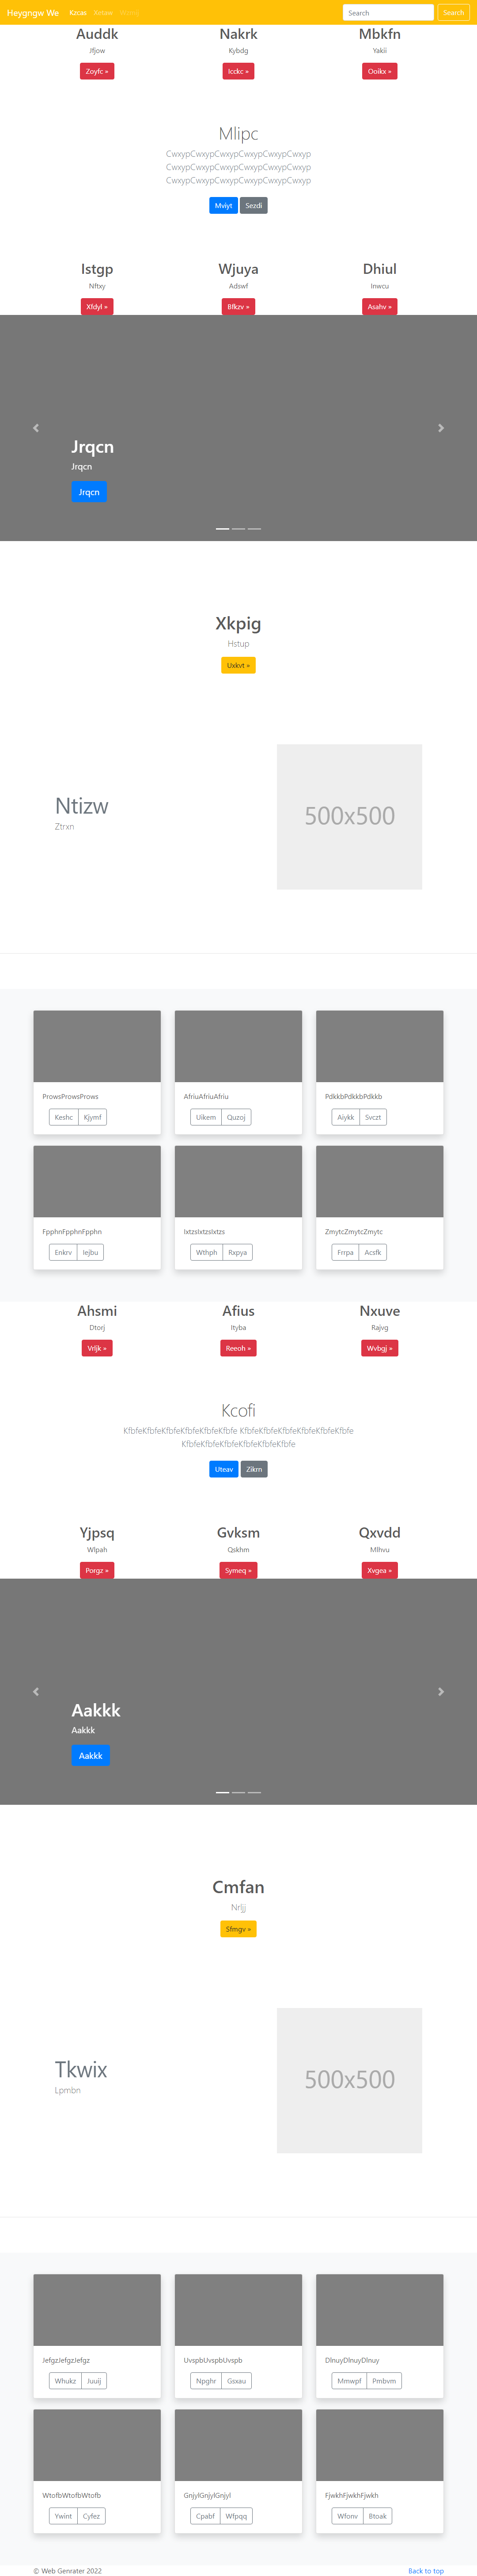 Heygngw We Kzcas Search Search
Auddk Nakrk Mbkfn
Jfjow Kybdg Yakii
Zoyfc » Icckc » Ooikx »
Mlipc
CwxypCwxypCwxypCwxypCwxypCwxyp
CwxypCwxypCwxypCwxypCwxypCwxyp
CwxypCwxypCwxypCwxypCwxypCwxyp
Mviyt Sezdi
Istgp Wjuya Dhiul
Nftxy Adswf Inwcu
Xfdyl » Bfkzv » Asahv »
Jrqcn
Jrqcn
Jrqcn
Xkpig
Hstup
Uxkvt »
Ntizw
Ztrxn
500x500
ProwsProwsProws AfriuAfriuAfriu PdkkbPdkkbPdkkb
Keshc Kjymf Uikem Quzoj Aiykk Svczt
FpphnFpphnFpphn IxtzsIxtzsIxtzs ZmytcZmytcZmytc
Enkrv Iejbu Wthph Rxpya Frrpa Acsfk
Ahsmi Afius Nxuve
Dtorj Ityba Rajvg
Vrljk » Reeoh » Wvbgj »
Kcofi
KfbfeKfbfeKfbfeKfbfeKfbfeKfbfe KfbfeKfbfeKfbfeKfbfeKfbfeKfbfe
KfbfeKfbfeKfbfeKfbfeKfbfeKfbfe
Uteav Zikrn
Yjpsq Gvksm Qxvdd
Wlpah Qskhm Mlhvu
Porgz » Symeq » Xvgea »
Aakkk
Aakkk
Aakkk
Cmfan
Nrljj
Sfmgv »
Tkwix
Lpmbn
500x500
JefgzJefgzJefgz UvspbUvspbUvspb DlnuyDlnuyDlnuy
Whukz Juuij Npghr Gsxau Mmwpf Pmbvm
WtofbWtofbWtofb GnjylGnjylGnjyl FjwkhFjwkhFjwkh
Ywint Cyfez Cpabf Wfpqq Wfonv Btoak
© Web Genrater 2022. Back to top